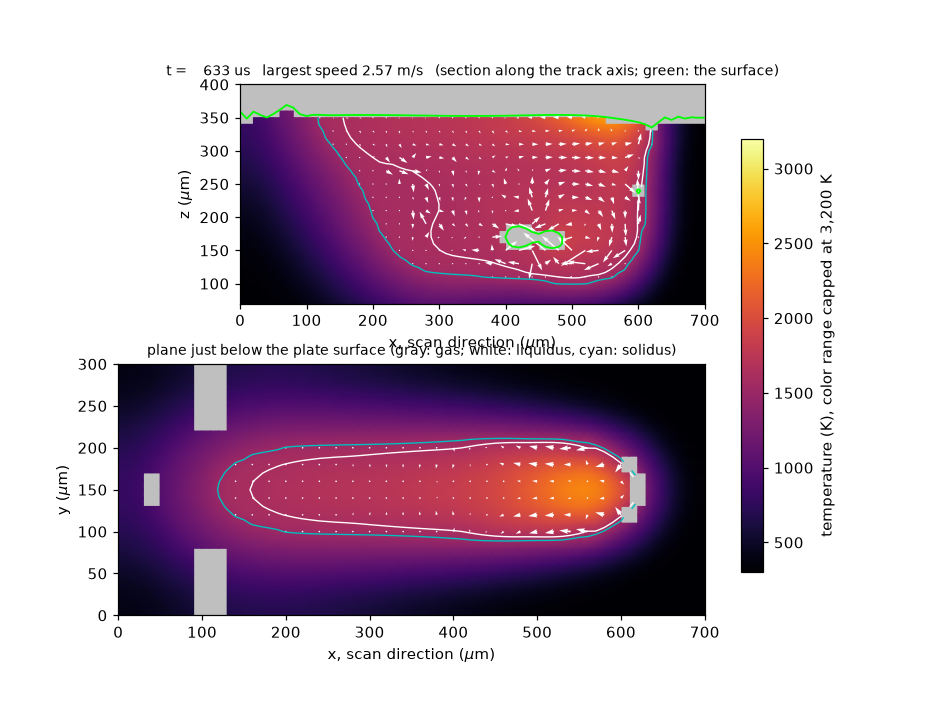 t =    633 us   largest speed 2.57 m/s   (section along the track axis; green: the surface)
400
350
300
250
200
150
100
z (μm)
0 100 200 300 400 500 600 700
x, scan direction (μm)
plane just below the plate surface (gray: gas; white: liquidus, cyan: solidus)
300
250
200
150
100
50
0
y (μm)
0 100 200 300 400 500 600 700
x, scan direction (μm)
3000
2500
2000
1500
1000
500
temperature (K), color range capped at 3,200 K